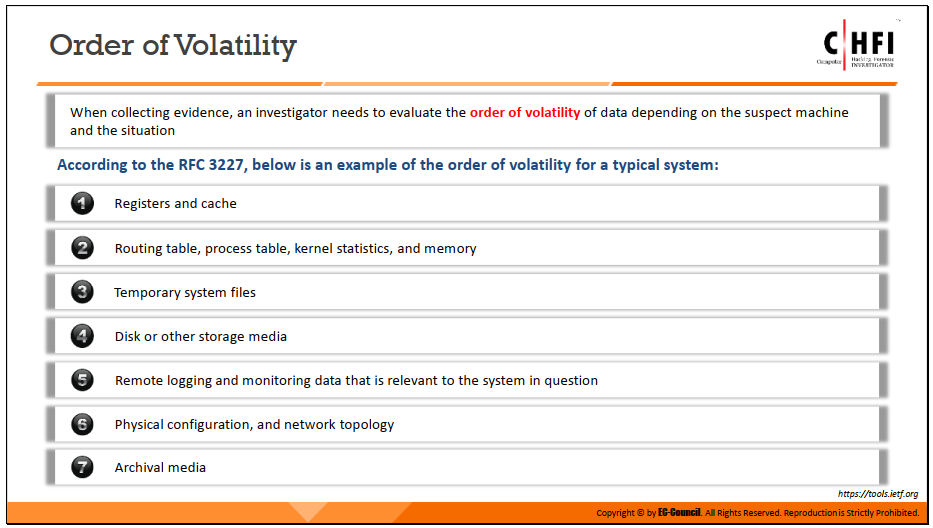 Order of Volatility
C HFI
Computer Hacking Forensic
INVESTIGATOR
When collecting evidence, an investigator needs to evaluate the order of volatility of data depending on the suspect machine
and the situation
According to the RFC 3227, below is an example of the order of volatility for a typical system:
1 Registers and cache
2 Routing table, process table, kernel statistics, and memory
3 Temporary system files
4 Disk or other storage media
5 Remote logging and monitoring data that is relevant to the system in question
6 Physical configuration, and network topology
7 Archival media
https://tools.ietf.org
Copyright © by EC-Council. All Rights Reserved. Reproduction is Strictly Prohibited.